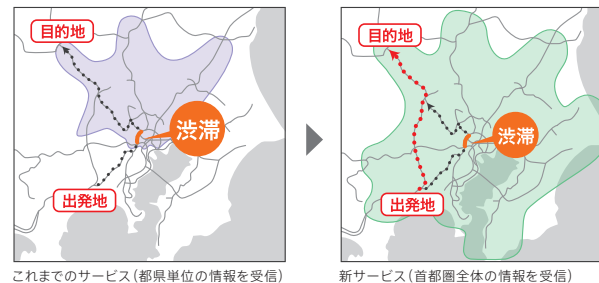 目的地
渋滞
出発地
これまでのサービス(都県単位の情報を受信)
目的地
渋滞
出発地
新サービス(首都圏全体の情報を受信)